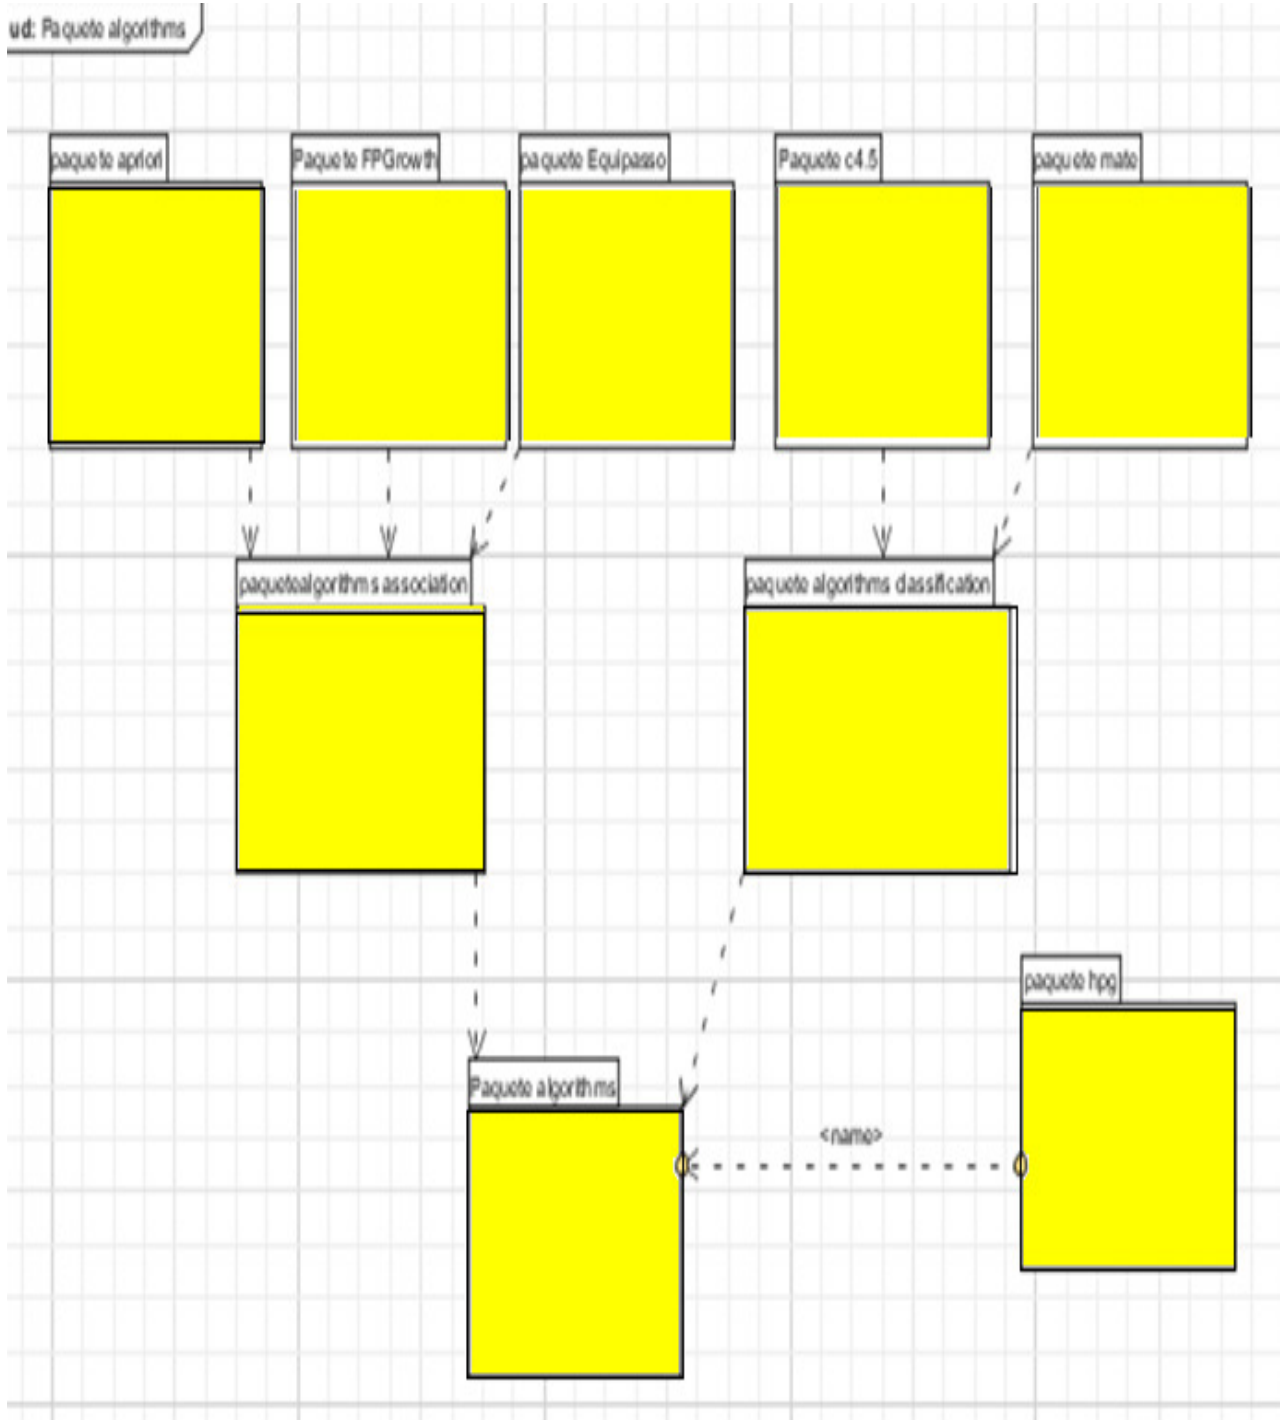 ud: Paquete algorithms
paquete apriori
Paquete FPGrowth
paquete Equipasso
Paquete c4.5
paquete mate
paquetealgorithms association
paquete algorithms classification
paquete hpg
Paquete algorithms
<name>